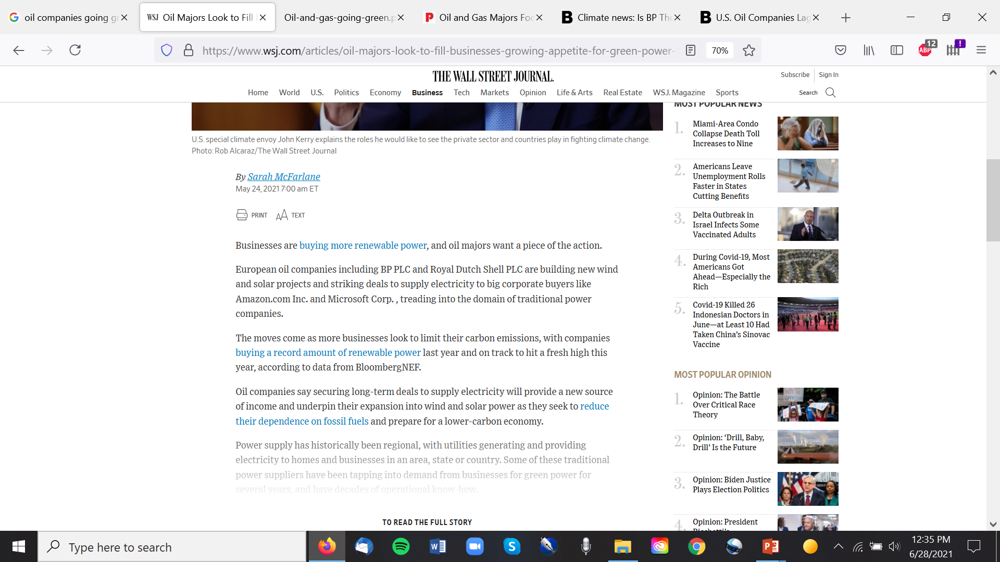 oil companies going g
WSJ Oil Majors Look to Fill
Oil-and-gas-going-green.p
Oil and Gas Majors Foc
B Climate news: Is BP The
B U.S. Oil Companies Lag
https://www.wsj.com/articles/oil-majors-look-to-fill-businesses-growing-appetite-for-green-power-
70%
ABP
12
!
THE WALL STREET JOURNAL.
Subscribe
Sign In
Home World U.S. Politics Economy Business Tech Markets Opinion Life & Arts Real Estate WSJ. Magazine Sports
Search
U.S. special climate envoy John Kerry explains the roles he would like to see the private sector and countries play in fighting climate change.
Photo: Rob Alcaraz/The Wall Street Journal
By Sarah McFarlane
May 24, 2021 7:00 am ET
PRINT
AA TEXT
Businesses are buying more renewable power, and oil majors want a piece of the action.
European oil companies including BP PLC and Royal Dutch Shell PLC are building new wind
and solar projects and striking deals to supply electricity to big corporate buyers like
Amazon.com Inc. and Microsoft Corp. , treading into the domain of traditional power
companies.
The moves come as more businesses look to limit their carbon emissions, with companies
buying a record amount of renewable power last year and on track to hit a fresh high this
year, according to data from BloombergNEF.
Oil companies say securing long-term deals to supply electricity will provide a new source
of income and underpin their expansion into wind and solar power as they seek to reduce
their dependence on fossil fuels and prepare for a lower-carbon economy.
Power supply has historically been regional, with utilities generating and providing
electricity to homes and businesses in an area, state or country. Some of these traditional
power suppliers have been tapping into demand from businesses for green power for
several years, and have decades of operational know-how.
TO READ THE FULL STORY
MOST POPULAR NEWS
1.
Miami-Area Condo
Collapse Death Toll
Increases to Nine
2.
Americans Leave
Unemployment Rolls
Faster in States
Cutting Benefits
3.
Delta Outbreak in
Israel Infects Some
Vaccinated Adults
4.
During Covid-19, Most
Americans Got
Ahead—Especially the
Rich
5.
Covid-19 Killed 26
Indonesian Doctors in
June—at Least 10 Had
Taken China's Sinovac
Vaccine
MOST POPULAR OPINION
1.
Opinion: The Battle
Over Critical Race
Theory
2.
Opinion: 'Drill, Baby,
Drill' Is the Future
3.
Opinion: Biden Justice
Plays Election Politics
4.
Opinion: President
Type here to search
12:35 PM
6/28/2021